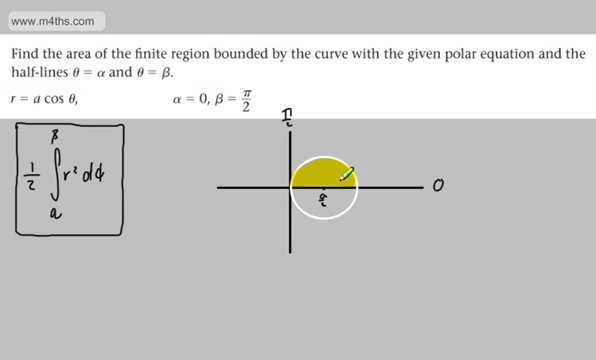 www.m4ths.com
Find the area of the finite region bounded by the curve with the given polar equation and the
half-lines θ = α and θ = β.
r = a cos θ, α = 0, β = π/2
π/2
β
1/2 ∫ r² dθ
a
0
a/2